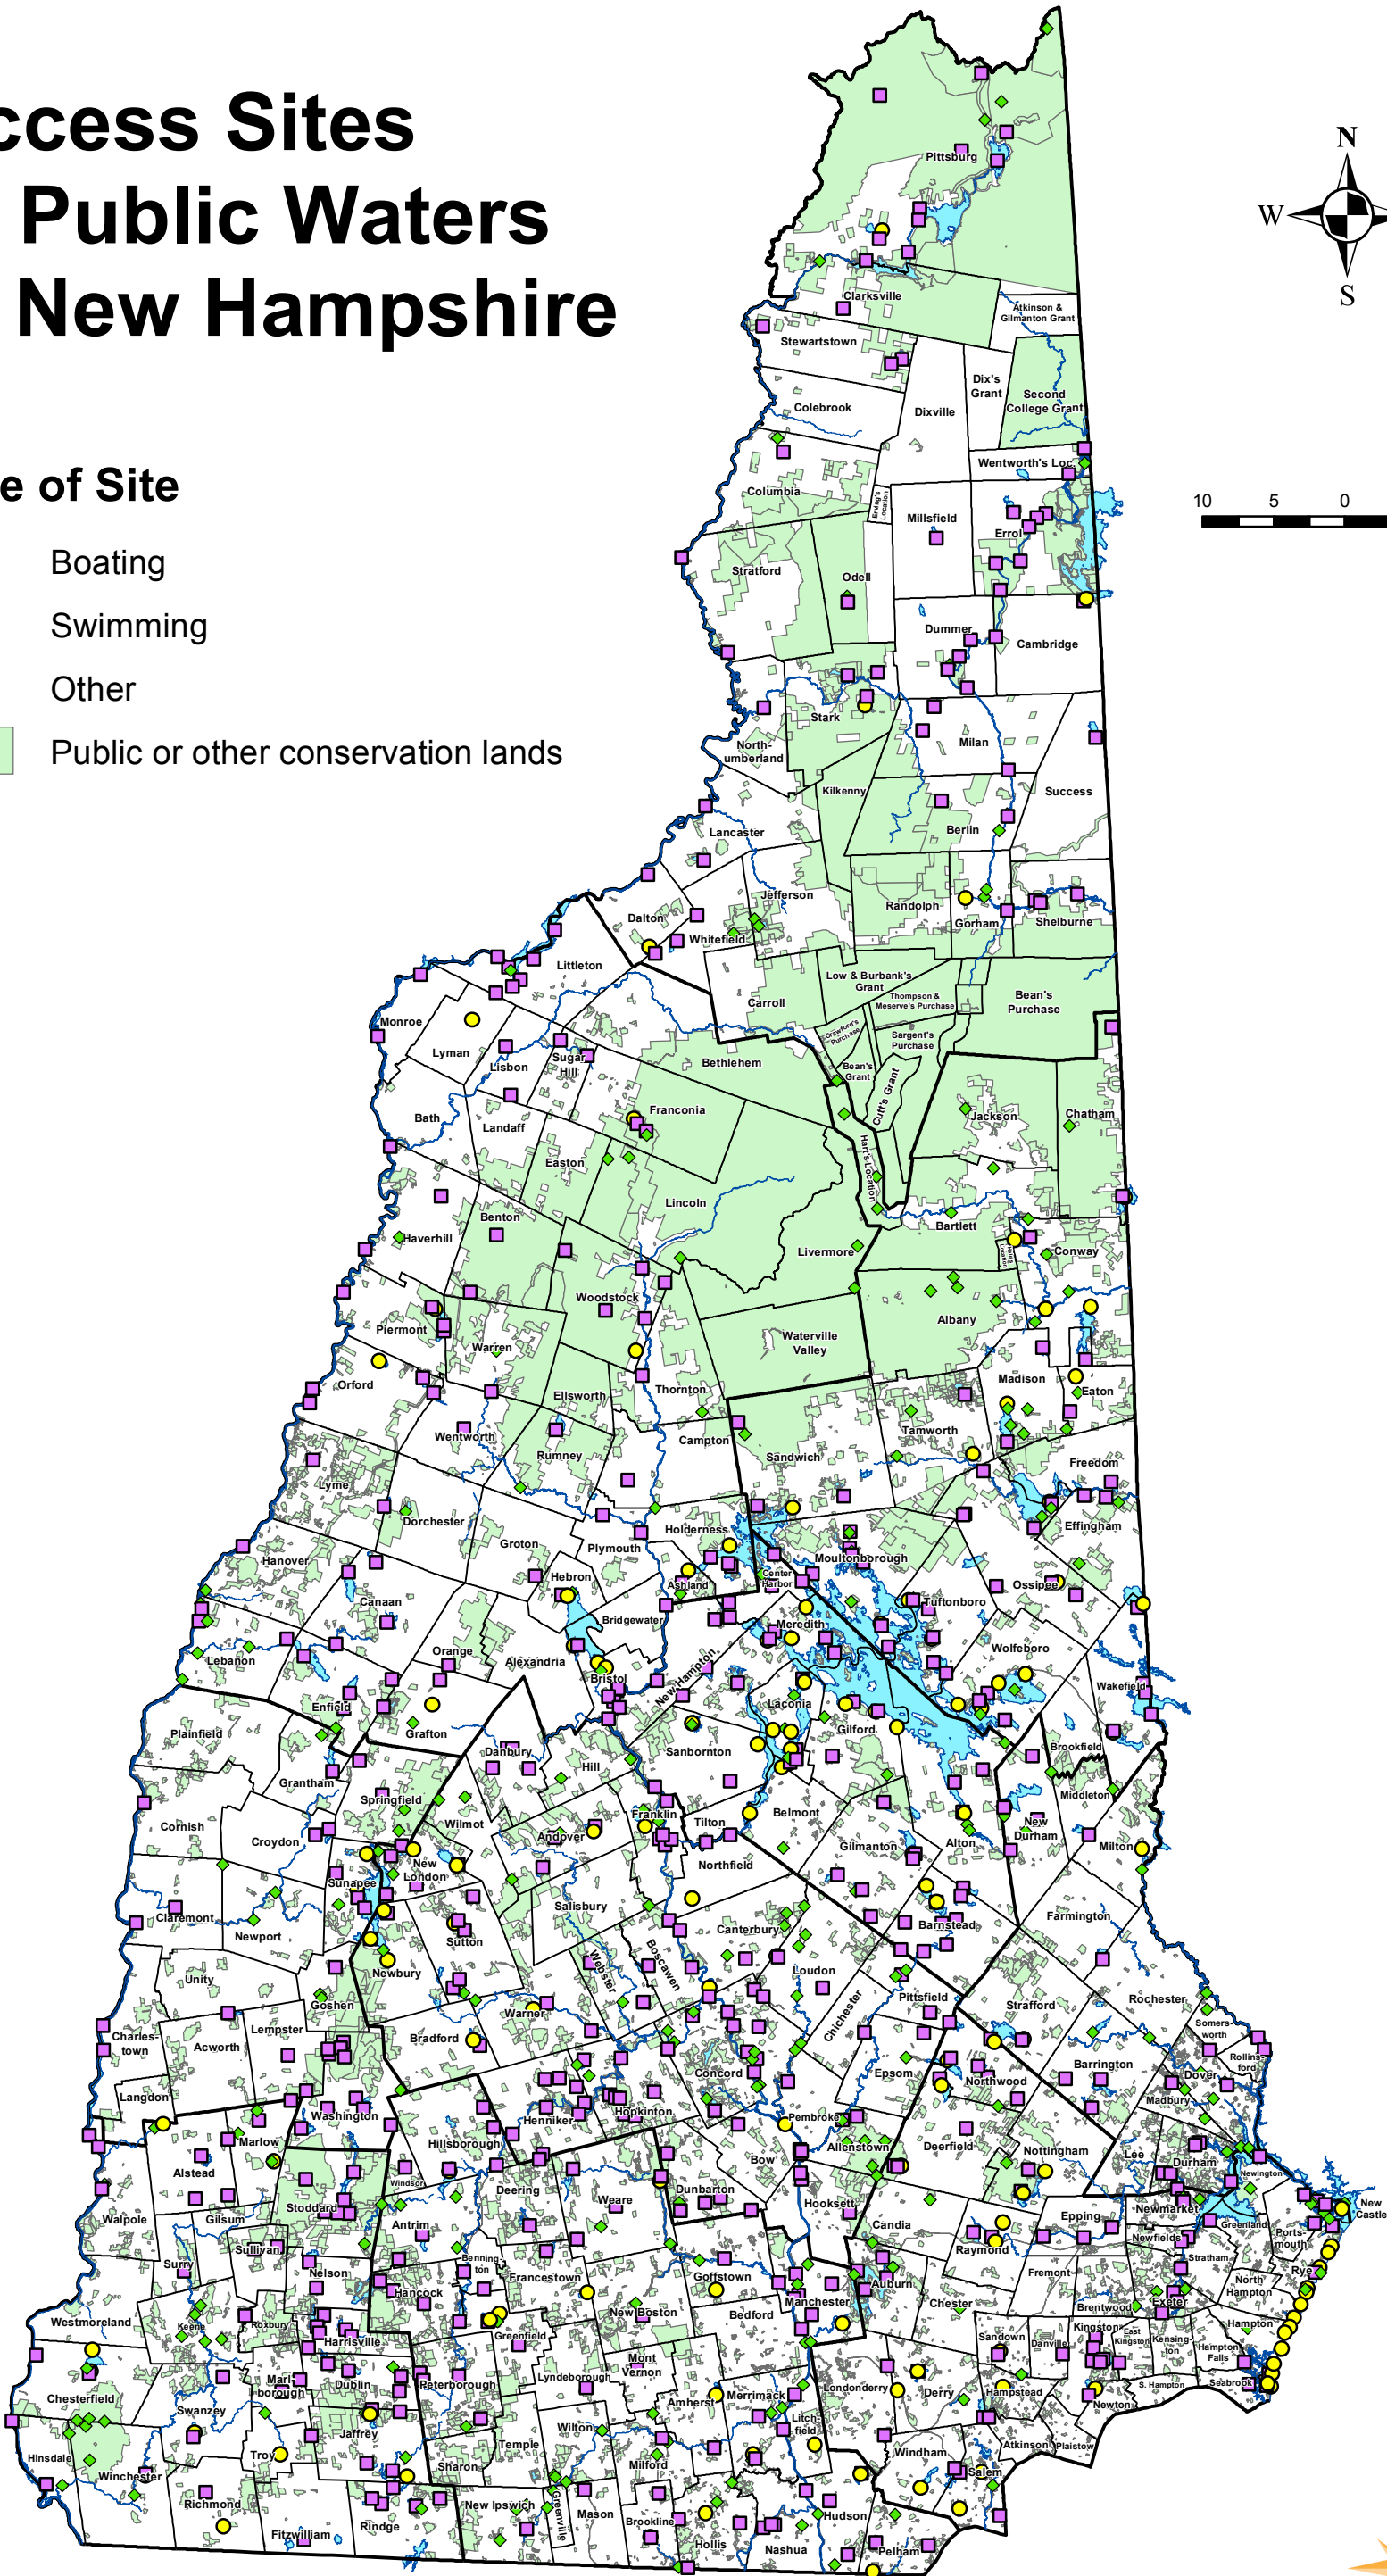 ccess Sites
Public Waters
New Hampshire
N
W
S
e of Site
Boating
Swimming
Other
Public or other conservation lands
10 5 0
Pittsburg
Clarksville
Atkinson &
Gilmanton Grant
Stewartstown
Dix's
Grant
Second
College Grant
Colebrook
Dixville
Wentworth's Loc.
Columbia
Erving's
Location
Millsfield
Errol
Stratford
Odell
Dummer
Cambridge
Stark
Milan
North-
umberland
Kilkenny
Success
Lancaster
Berlin
Jefferson
Randolph
Dalton
Gorham
Shelburne
Whitefield
Littleton
Low & Burbank's
Grant
Thompson &
Meserve's Purchase
Bean's
Purchase
Carroll
Monroe
Crawford's
Purchase
Sargent's
Purchase
Lyman
Sugar
Hill
Lisbon
Bethlehem
Bean's
Grant
Cutt's Grant
Bath
Landaff
Franconia
Jackson
Chatham
Easton
Hart's Location
Lincoln
Benton
Haverhill
Livermore
Bartlett
Conway
Woodstock
Piermont
Warren
Waterville
Valley
Albany
Orford
Ellsworth
Thornton
Madison
Eaton
Wentworth
Rumney
Campton
Sandwich
Tamworth
Freedom
Lyme
Dorchester
Holderness
Effingham
Hanover
Groton
Plymouth
Moultonborough
Hebron
Ashland
Center
Harbor
Ossipee
Canaan
Bridgewater
Meredith
Tuftonboro
Lebanon
Orange
Alexandria
Wolfeboro
Bristol
New Hampton
Wakefield
Enfield
Laconia
Plainfield
Grafton
Gilford
Danbury
Sanbornton
Brookfield
Grantham
Hill
Springfield
Middleton
Cornish
Wilmot
Franklin
Tilton
Belmont
New
Durham
Croydon
Andover
Gilmanton
Alton
Milton
New
London
Northfield
Sunapee
Claremont
Salisbury
Canterbury
Barnstead
Farmington
Newport
Sutton
Webster
Boscawen
Loudon
Newbury
Unity
Goshen
Pittsfield
Strafford
Rochester
Warner
Chichester
Somers-
worth
Charles-
town
Lempster
Bradford
Acworth
Barrington
Rollins-
ford
Concord
Epsom
Northwood
Dover
Langdon
Washington
Henniker
Hopkinton
Pembroke
Madbury
Marlow
Hillsborough
Allenstown
Deerfield
Nottingham
Lee
Durham
Alstead
Windsor
Deering
Bow
Newington
Stoddard
Weare
Dunbarton
Hooksett
Walpole
Gilsum
Antrim
Candia
Epping
Newmarket
New
Castle
Greenland
Sullivan
Raymond
Newfields
Ports-
mouth
Surry
Nelson
Benning-
ton
Francestown
Goffstown
Auburn
Fremont
Stratham
Rye
Hancock
North
Hampton
Westmoreland
Keene
Roxbury
New Boston
Bedford
Manchester
Chester
Brentwood
Exeter
Hampton
Harrisville
Greenfield
Sandown
Danville
Kingston
East
Kingston
Kensing-
ton
Hampton
Falls
Marl-
borough
Dublin
Peterborough
Lyndeborough
Mont
Vernon
Chesterfield
Amherst
Merrimack
Londonderry
Derry
Hampstead
S. Hampton
Seabrook
Newton
Swanzey
Jaffrey
Wilton
Litch-
field
Hinsdale
Troy
Temple
Sharon
Milford
Windham
Atkinson
Plaistow
Winchester
Salem
Richmond
New Ipswich
Greenville
Mason
Brookline
Hudson
Fitzwilliam
Rindge
Hollis
Nashua
Pelham